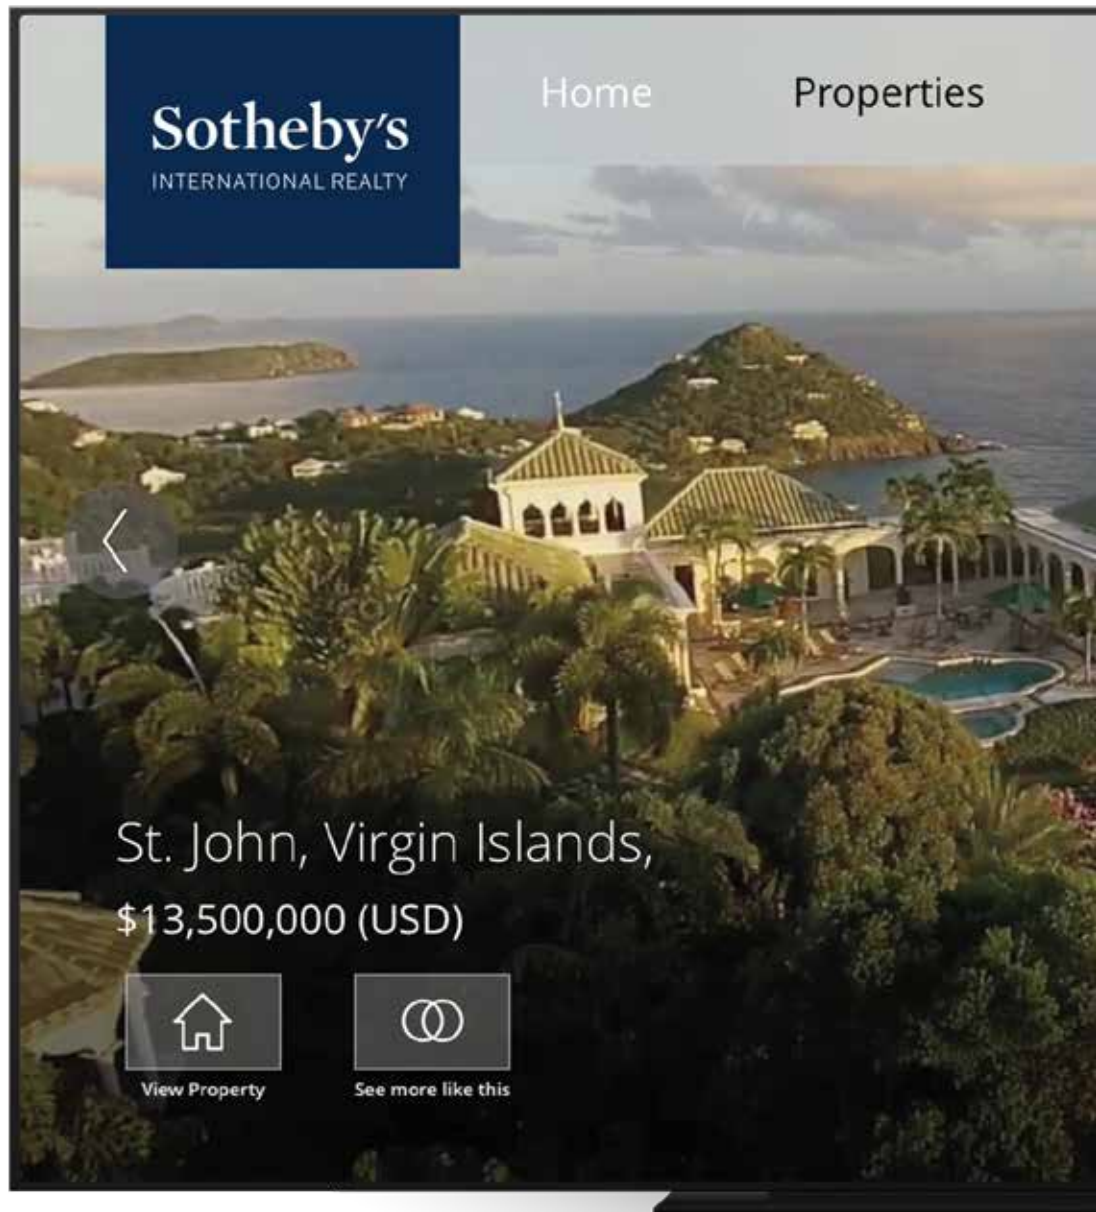 Sotheby's
INTERNATIONAL REALTY
Home
Properties
St. John, Virgin Islands,
$13,500,000 (USD)
View Property
See more like this